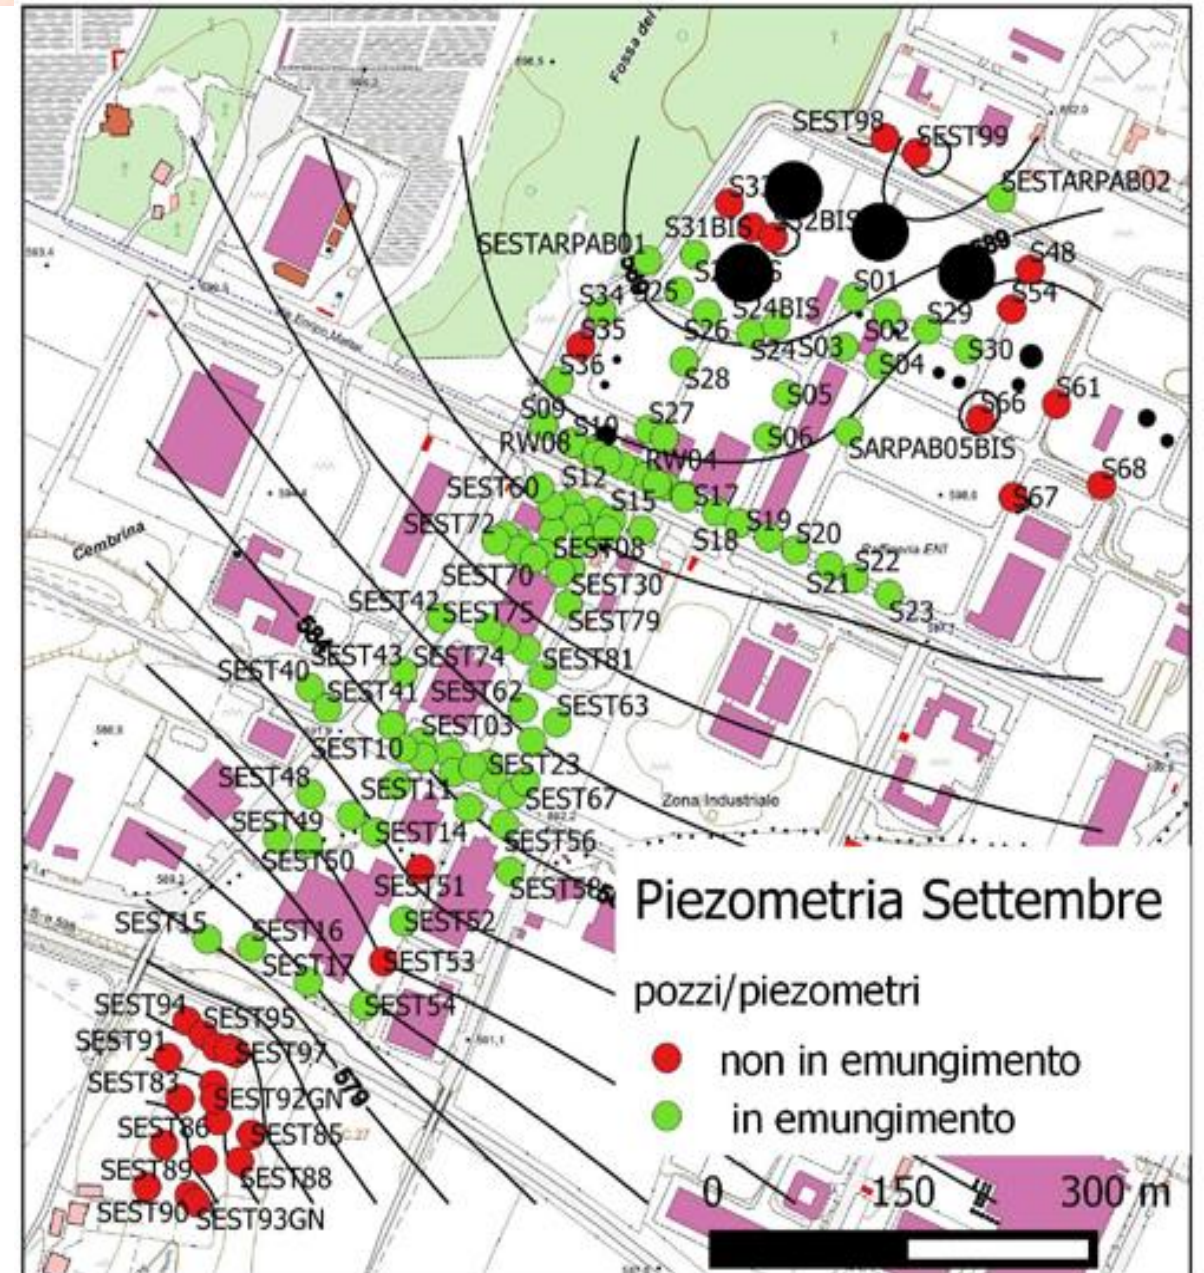 Fossa del
SEST98
SEST99
SESTARPAB02
S31BIS
S32BIS
SESTARPAB01
589
S48
S34
S25
S01
S54
S24BIS
S35
S26
S02
S29
S24
S03
S30
S36
S04
S28
S05
S61
S09
S27
S66
S10
RW08
S06
SARPAB05BIS
RW04
S12
S68
SEST60
S15
S17
S67
SEST72
S19
S20
SEST08
S18
Raffineria ENI
Cembrina
S22
SEST70
SEST30
S21
SEST42
SEST75
S23
SEST79
584
SEST43
SEST74
SEST40
SEST81
SEST41
SEST62
SEST63
SEST03
SEST10
SEST23
SEST48
SEST11
SEST67
Zona Industriale
SEST49
SEST14
SEST56
SEST50
SEST51
SEST58
Piezometria Settembre
SEST15
SEST16
SEST52
SEST17
SEST53
pozzi/piezometri
SEST94
SEST95
SEST54
SEST91
SEST97
non in emungimento
SEST83
579
SEST92GN
in emungimento
SEST86
SEST85
SEST89
SEST88
0 150 300 m
SEST90
SEST93GN